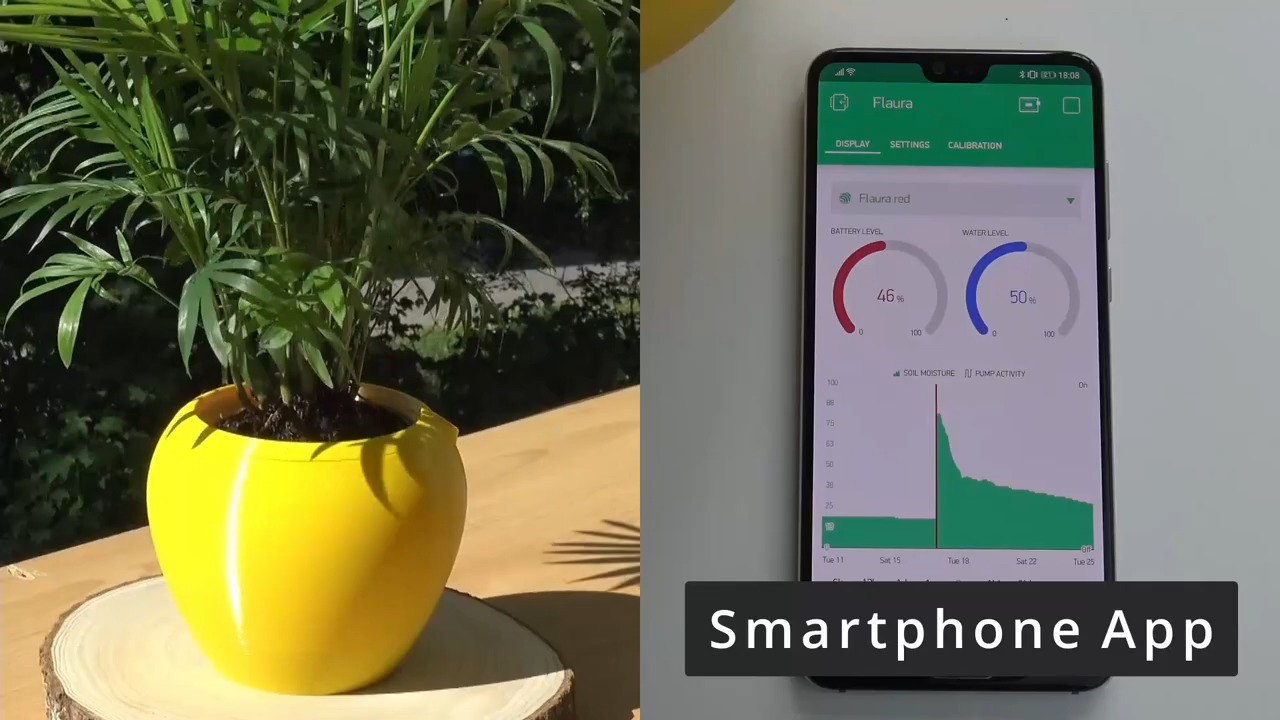 18:08
Flaura
DISPLAY SETTINGS CALIBRATION
Flaura red
BATTERY LEVEL WATER LEVEL
46 % 50 %
0 100 0 100
SOIL MOISTURE PUMP ACTIVITY
100 On
88
75
63
50
38
25
Off
Tue 11 Sat 15 Tue 18 Sat 22 Tue 25
Smartphone App